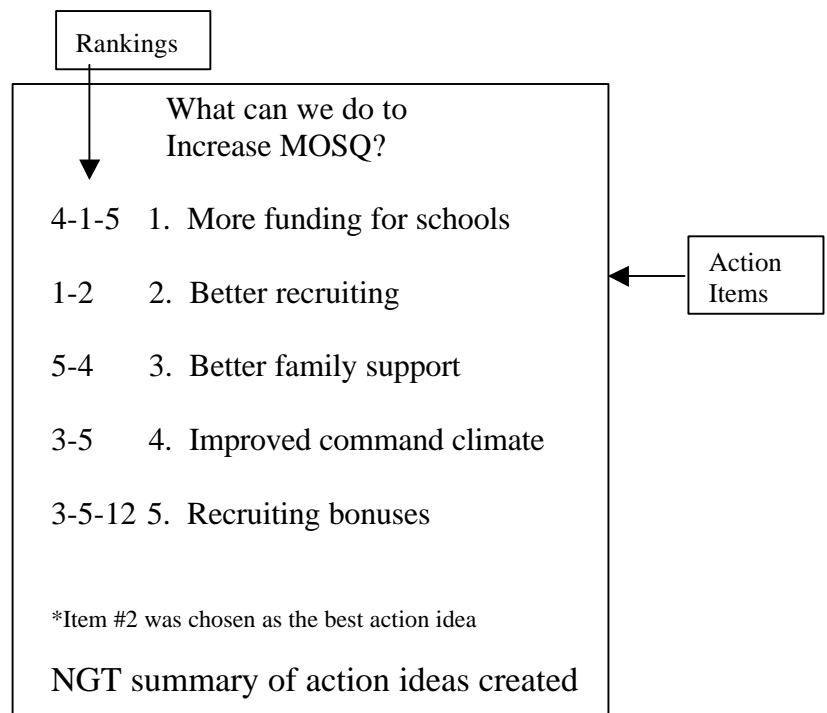 Rankings
What can we do to
Increase MOSQ?
4-1-5 1. More funding for schools
1-2 2. Better recruiting
5-4 3. Better family support
3-5 4. Improved command climate
3-5-12 5. Recruiting bonuses
*Item #2 was chosen as the best action idea
NGT summary of action ideas created
Action
Items